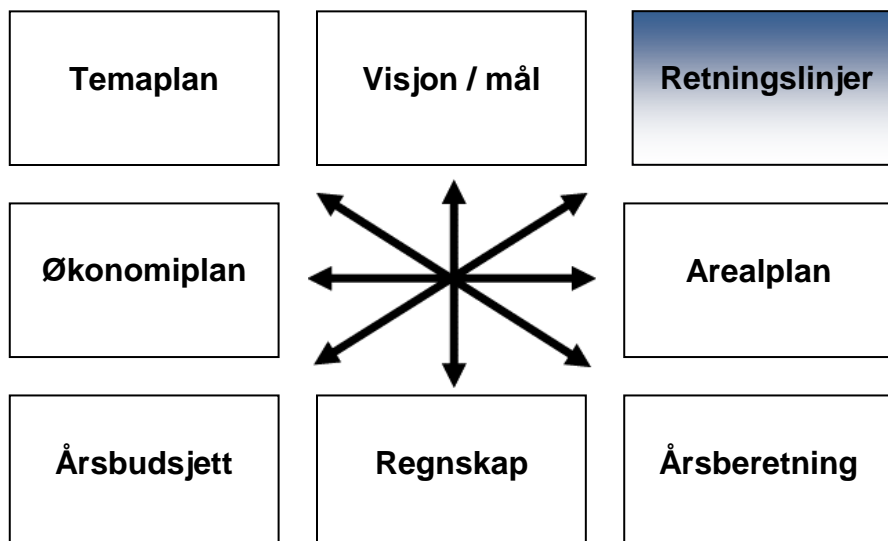 Temaplan
Visjon / mål
Retningslinjer
Økonomiplan
Arealplan
Årsbudsjett
Regnskap
Årsberetning